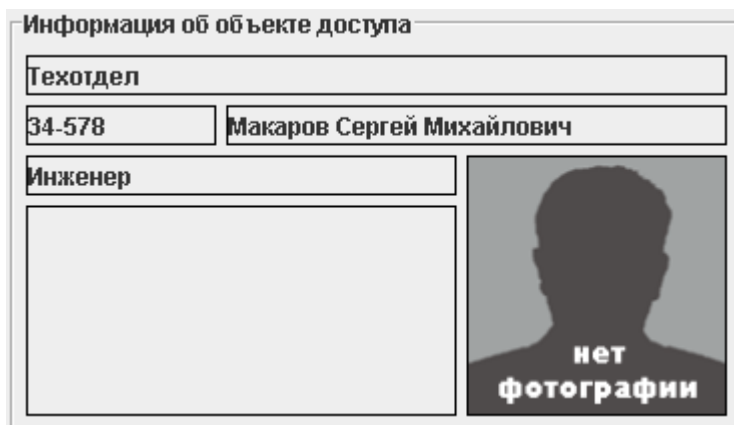 Информация об объекте доступа
Техотдел
34-578
Макаров Сергей Михайлович
Инженер
нет
фотографии